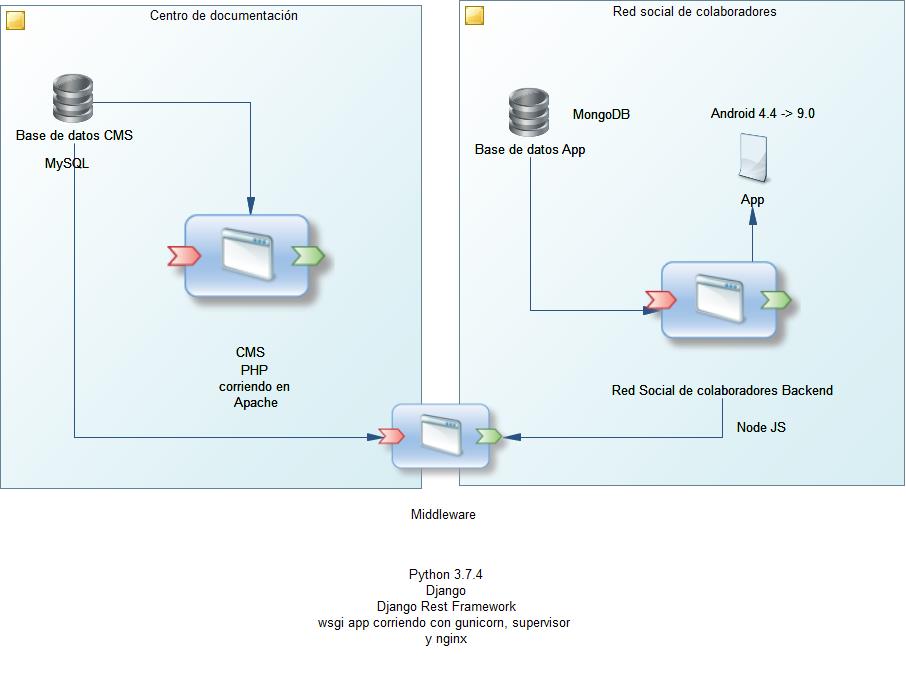 Centro de documentación
Base de datos CMS
MySQL
CMS
PHP
corriendo en
Apache
Red social de colaboradores
MongoDB
Base de datos App
Android 4.4 -> 9.0
App
Red Social de colaboradores Backend
Node JS
Middleware
Python 3.7.4
Django
Django Rest Framework
wsgi app corriendo con gunicorn, supervisor
y nginx